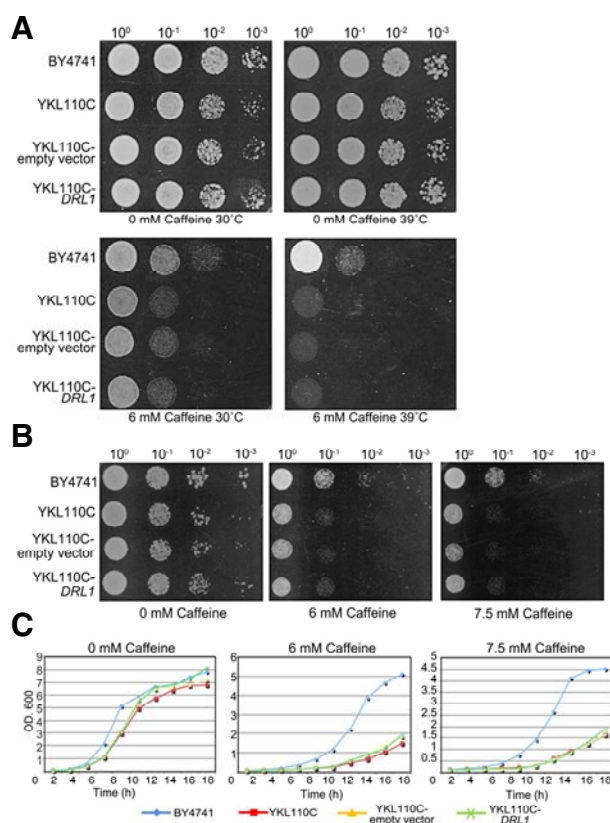 A
10⁰ 10⁻¹ 10⁻² 10⁻³ 10⁰ 10⁻¹ 10⁻² 10⁻³
BY4741
YKL110C
YKL110C-
empty vector
YKL110C-
DRL1
0 mM Caffeine 30˚C 0 mM Caffeine 39˚C
BY4741
YKL110C
YKL110C-
empty vector
YKL110C-
DRL1
6 mM Caffeine 30˚C 6 mM Caffeine 39˚C
B
10⁰ 10⁻¹ 10⁻² 10⁻³ 10⁰ 10⁻¹ 10⁻² 10⁻³ 10⁰ 10⁻¹ 10⁻² 10⁻³
BY4741
YKL110C
YKL110C-
empty vector
YKL110C-
DRL1
0 mM Caffeine 6 mM Caffeine 7.5 mM Caffeine
C
0 mM Caffeine 6 mM Caffeine 7.5 mM Caffeine
OD. 600
9
8
7
6
5
4
3
2
1
0 2 4 6 8 10 12 14 16 18
Time (h)
6
5
4
3
2
1
0 2 4 6 8 10 12 14 16 18
Time (h)
5
4.5
4
3.5
3
2.5
2
1.5
1
0.5
0 2 4 6 8 10 12 14 16 18
Time (h)
BY4741 YKL110C YKL110C-
empty vector YKL110C-
DRL1